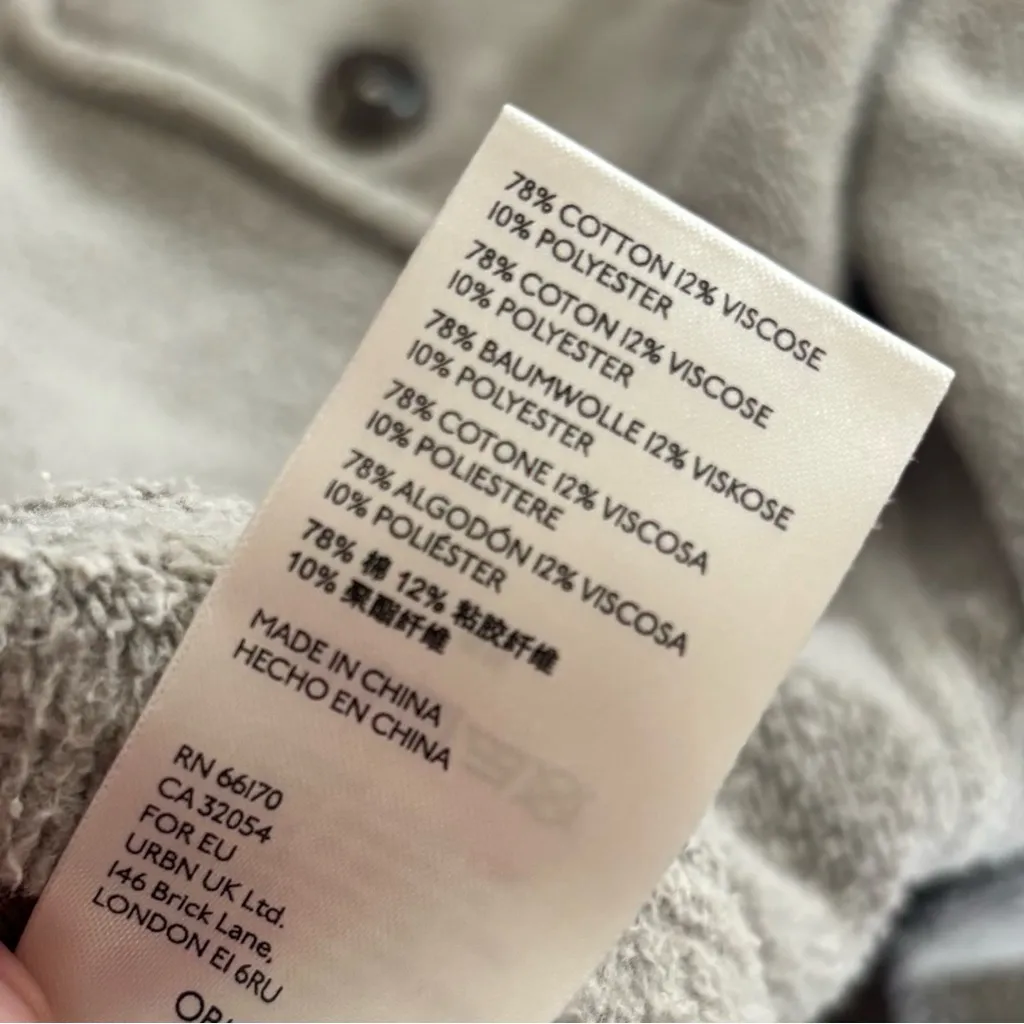 78% COTTON 12% VISCOSE
10% POLYESTER
78% COTON 12% VISCOSE
10% POLYESTER
78% BAUMWOLLE 12% VISKOSE
10% POLYESTER
78% COTONE 12% VISCOSA
10% POLIESTERE
78% ALGODÓN 12% VISCOSA
10% POLIÉSTER
78% 棉 12% 粘胶纤维
10% 聚酯纤维
MADE IN CHINA
HECHO EN CHINA
RN 66170
CA 32054
FOR EU
URBN UK Ltd.
146 Brick Lane,
LONDON E1 6RU